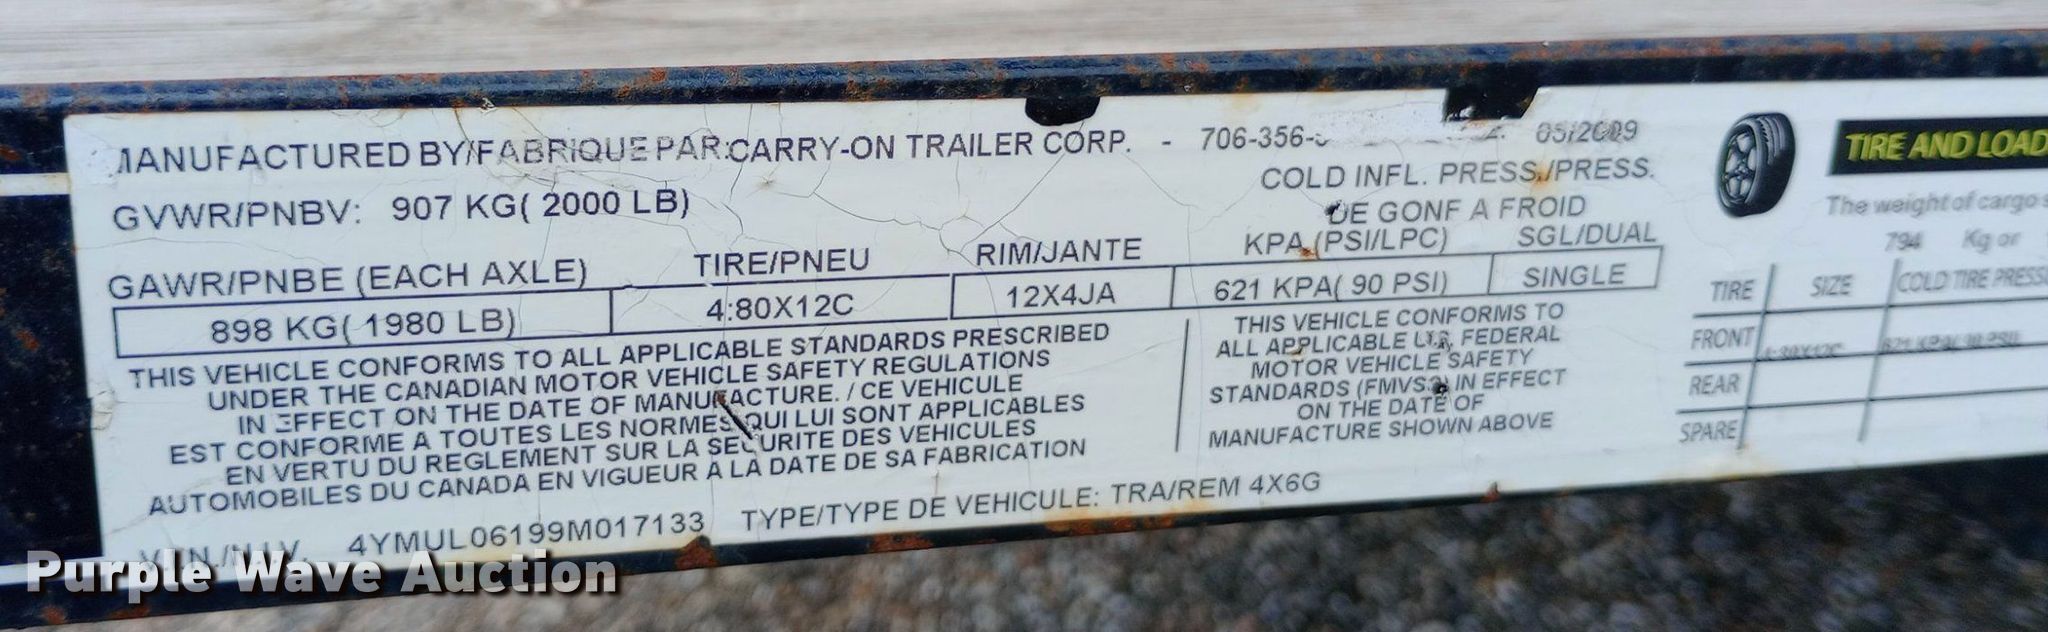 MANUFACTURED BY/FABRIQUE PAR:CARRY-ON TRAILER CORP. - 706-356- 05/2009
GVWR/PNBV: 907 KG( 2000 LB)
COLD INFL. PRESS./PRESS.
DE GONF A FROID
GAWR/PNBE (EACH AXLE) TIRE/PNEU RIM/JANTE KPA (PSI/LPC) SGL/DUAL
898 KG( 1980 LB) 4:80X12C 12X4JA 621 KPA( 90 PSI) SINGLE
THIS VEHICLE CONFORMS TO ALL APPLICABLE STANDARDS PRESCRIBED
UNDER THE CANADIAN MOTOR VEHICLE SAFETY REGULATIONS
IN EFFECT ON THE DATE OF MANUFACTURE. / CE VEHICULE
EST CONFORME A TOUTES LES NORMES QUI LUI SONT APPLICABLES
EN VERTU DU REGLEMENT SUR LA SECURITE DES VEHICULES
AUTOMOBILES DU CANADA EN VIGUEUR A LA DATE DE SA FABRICATION
THIS VEHICLE CONFORMS TO
ALL APPLICABLE U.S. FEDERAL
MOTOR VEHICLE SAFETY
STANDARDS (FMVSS) IN EFFECT
ON THE DATE OF
MANUFACTURE SHOWN ABOVE
V.I.N./N.I.V. 4YMUL06199M017133 TYPE/TYPE DE VEHICULE: TRA/REM 4X6G
TIRE AND LOAD
The weight of cargo
794 Kg or
TIRE SIZE COLD TIRE PRESS
FRONT 4:80X12C 621 KPA( 90 PSI)
REAR
SPARE
Purple Wave Auction